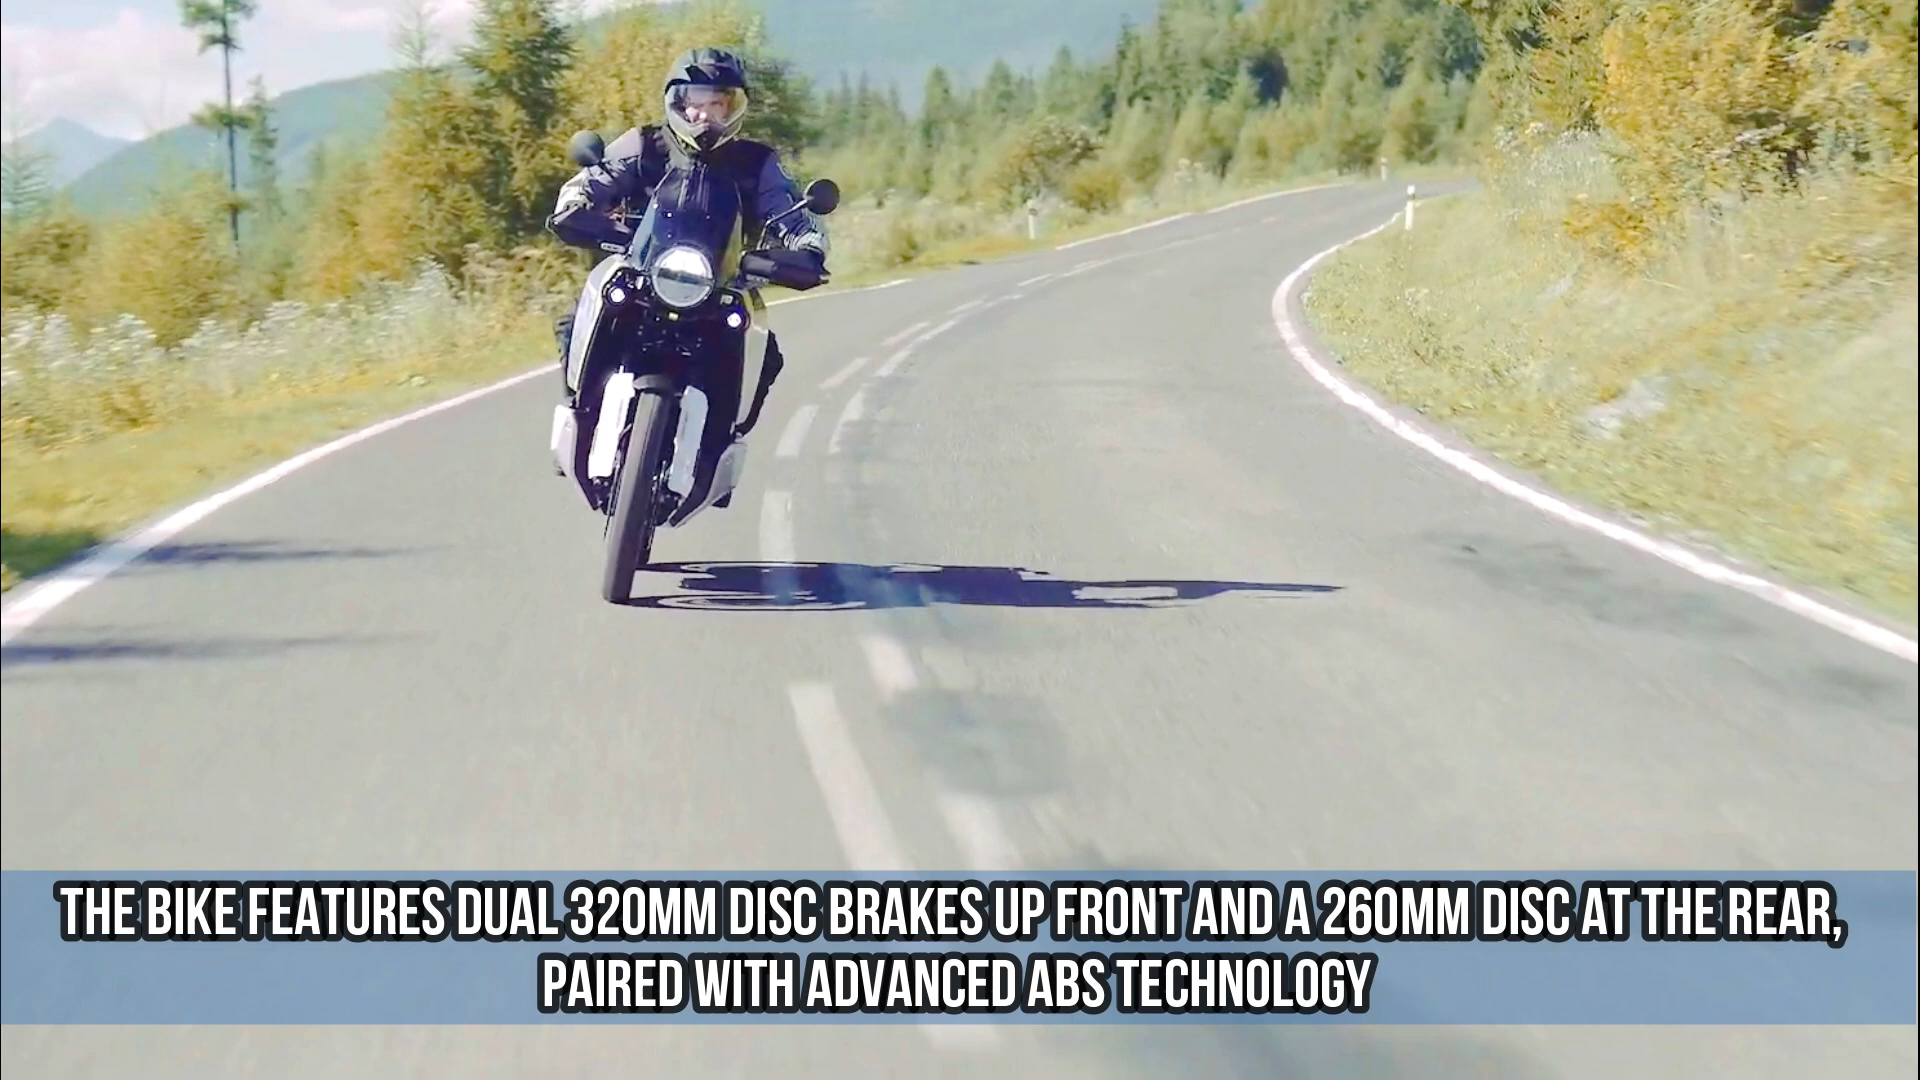 THE BIKE FEATURES DUAL 320MM DISC BRAKES UP FRONT AND A 260MM DISC AT THE REAR,
PAIRED WITH ADVANCED ABS TECHNOLOGY